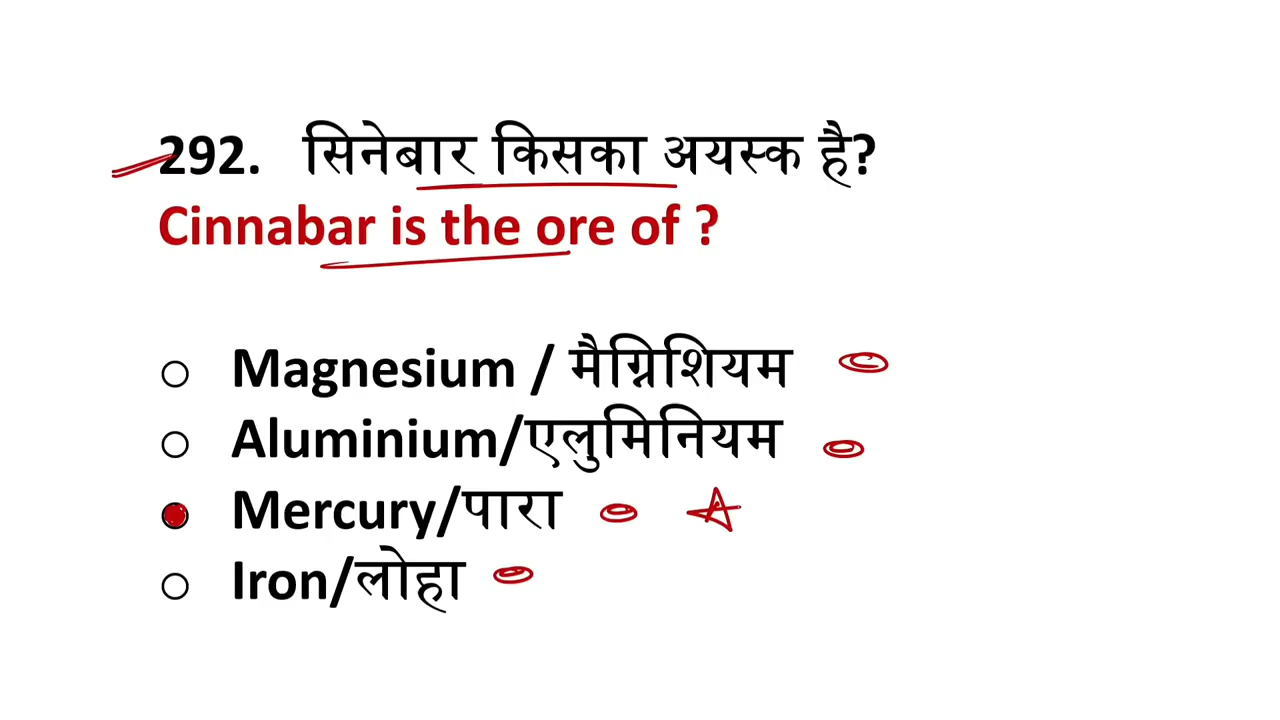 292. सिनेबार किसका अयस्क है?
Cinnabar is the ore of ?
Magnesium / मैग्निशियम
Aluminium/एलुमिनियम
Mercury/पारा
Iron/लोहा